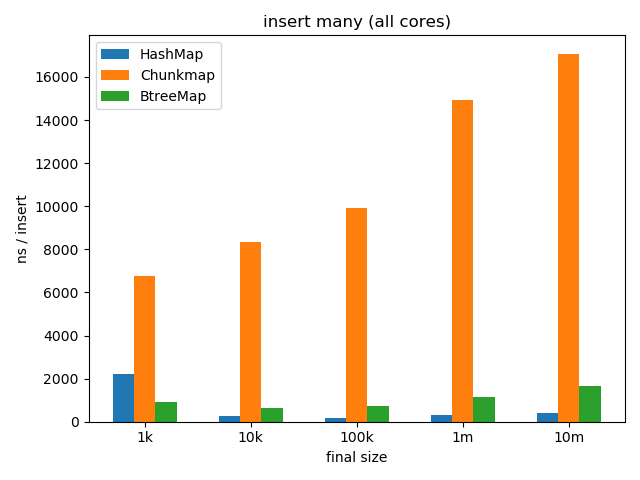 insert many (all cores)
HashMap
Chunkmap
BtreeMap
ns / insert
16000
14000
12000
10000
8000
6000
4000
2000
0
1k 10k 100k 1m 10m
final size